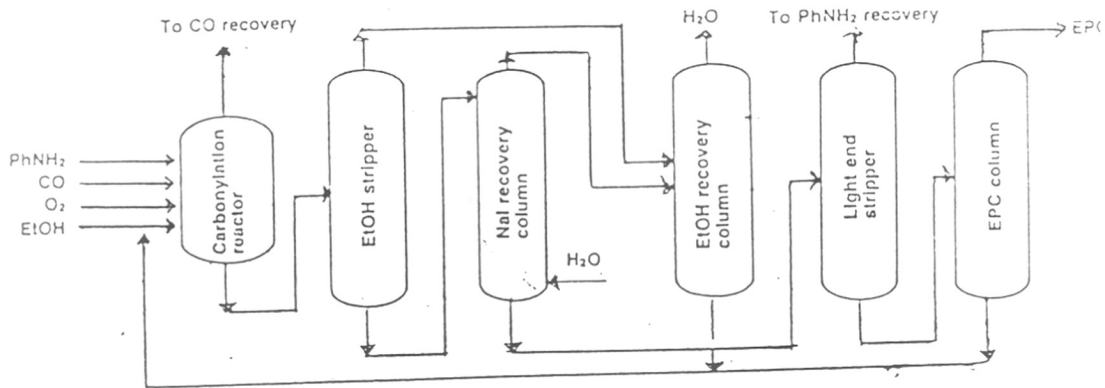 To CO recovery
H₂O
To PhNH₂ recovery
EPC
PhNH₂
CO
O₂
EtOH
Carbonylation
reactor
EtOH stripper
NaI recovery
column
H₂O
EtOH recovery
column
Light end
stripper
EPC column